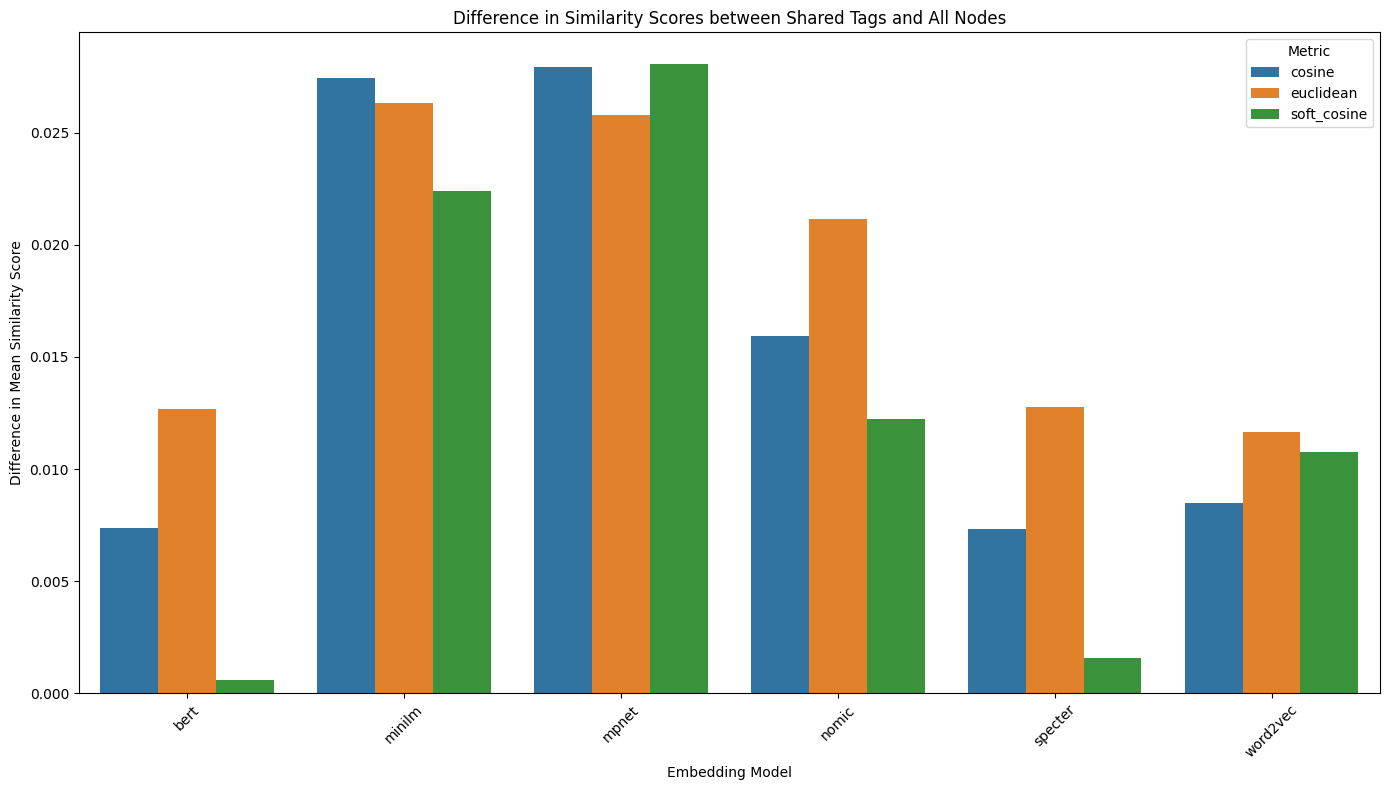 Difference in Similarity Scores between Shared Tags and All Nodes
Metric
cosine
euclidean
soft_cosine
Difference in Mean Similarity Score
0.025
0.020
0.015
0.010
0.005
0.000
bert
minilm
mpnet
nomic
specter
word2vec
Embedding Model